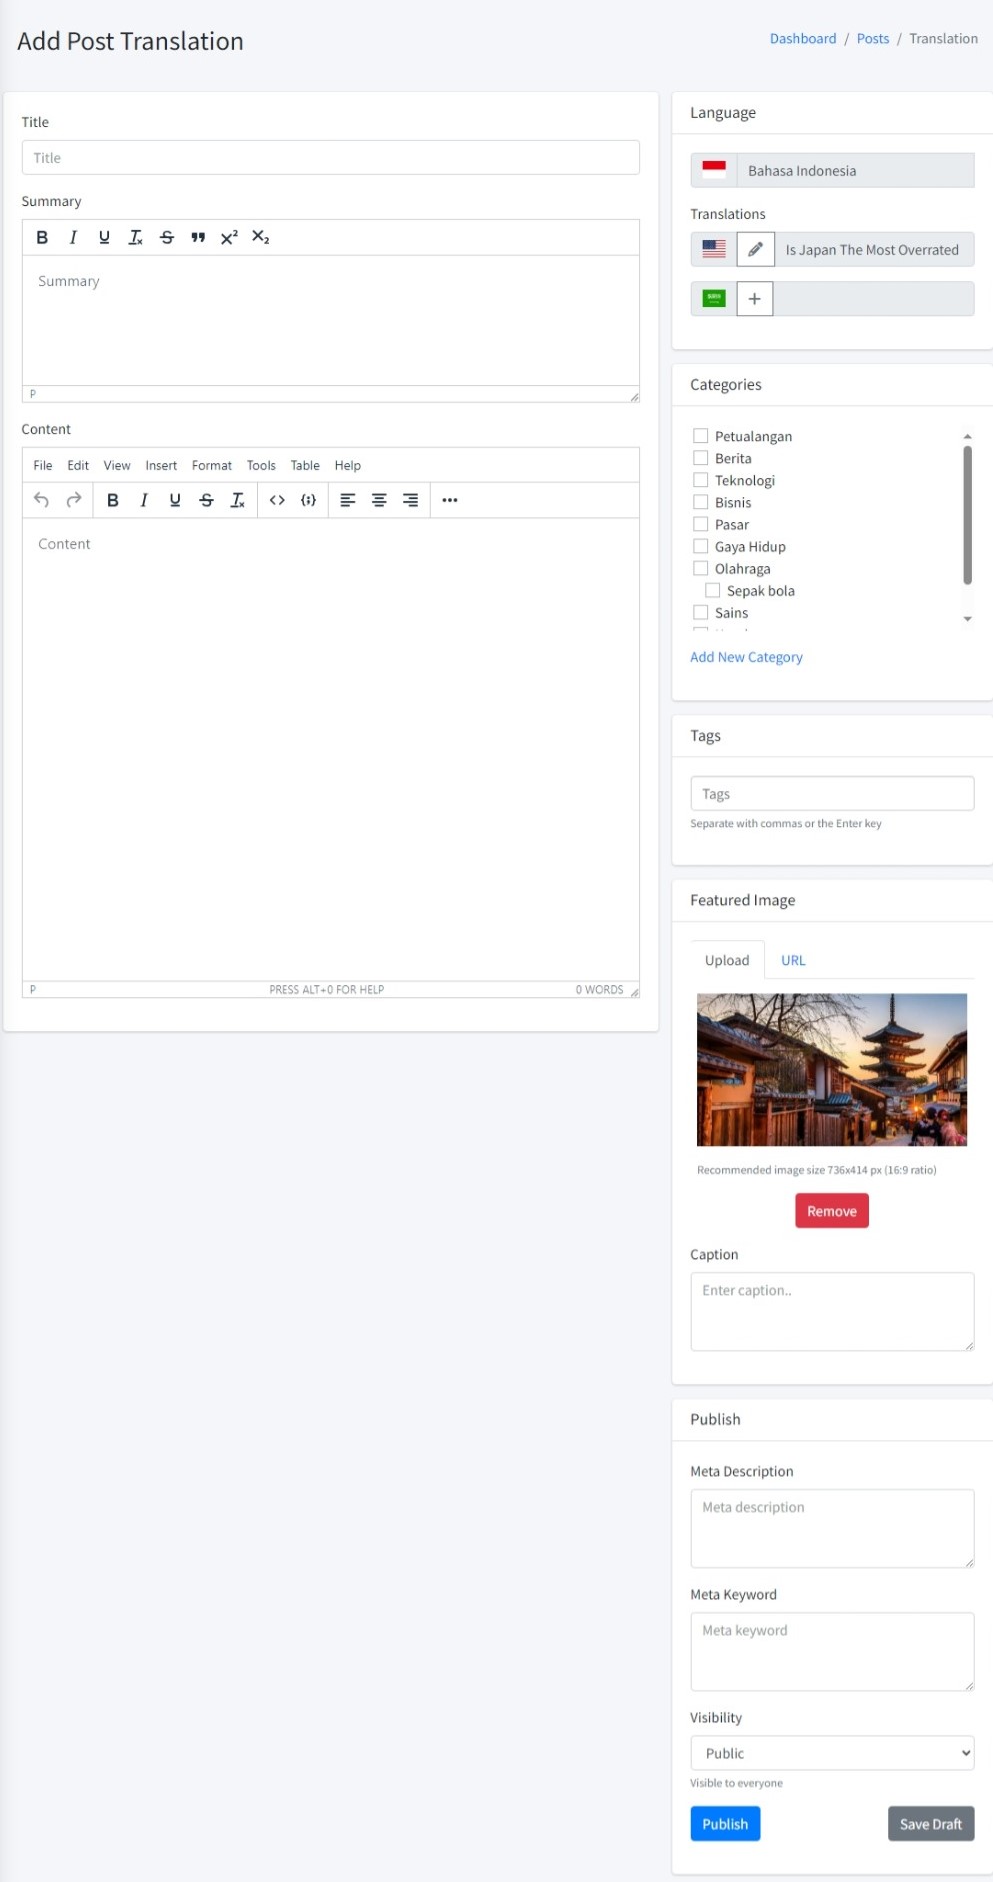 Add Post Translation
Dashboard / Posts / Translation
Title
Title
Summary
B I U Tx S X² X₂
Summary
P
Content
File Edit View Insert Format Tools Table Help
B I U S Tx <> {;} •••
Content
P PRESS ALT+0 FOR HELP 0 WORDS
Language
Bahasa Indonesia
Translations
Is Japan The Most Overrated
+
Categories
Petualangan
Berita
Teknologi
Bisnis
Pasar
Gaya Hidup
Olahraga
Sepak bola
Sains
Add New Category
Tags
Tags
Separate with commas or the Enter key
Featured Image
Upload URL
Recommended image size 736x414 px (16:9 ratio)
Remove
Caption
Enter caption..
Publish
Meta Description
Meta description
Meta Keyword
Meta keyword
Visibility
Public
Visible to everyone
Publish Save Draft